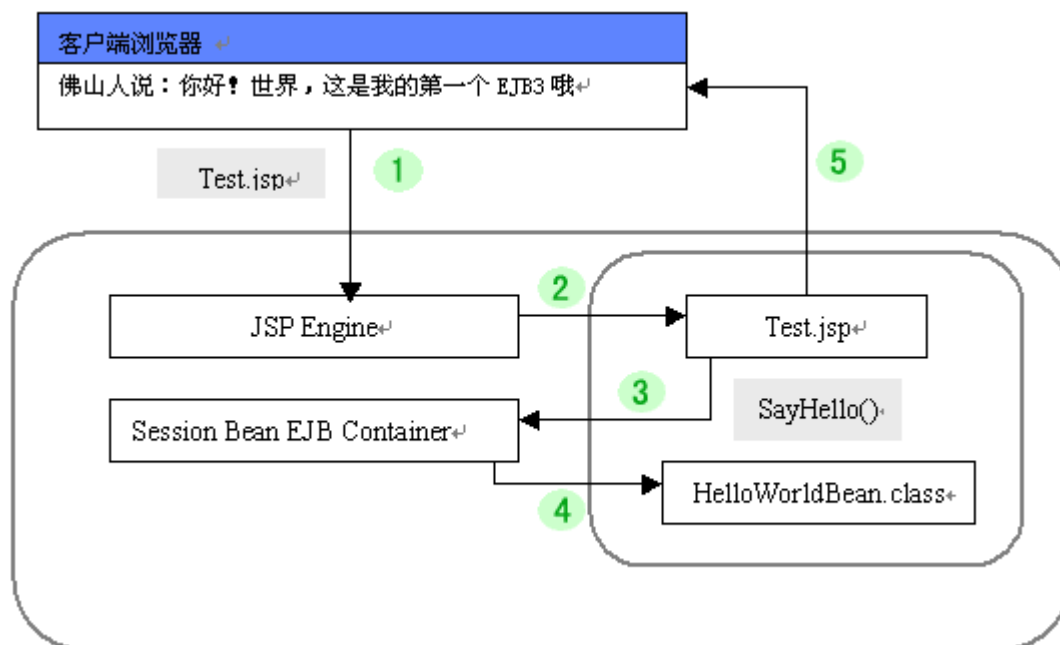 客户端浏览器
佛山人说：你好！世界，这是我的第一个 EJB3 哦
Test.jsp
1
5
2
JSP Engine
Test.jsp
3
SayHello()
Session Bean EJB Container
4
HelloWorldBean.class